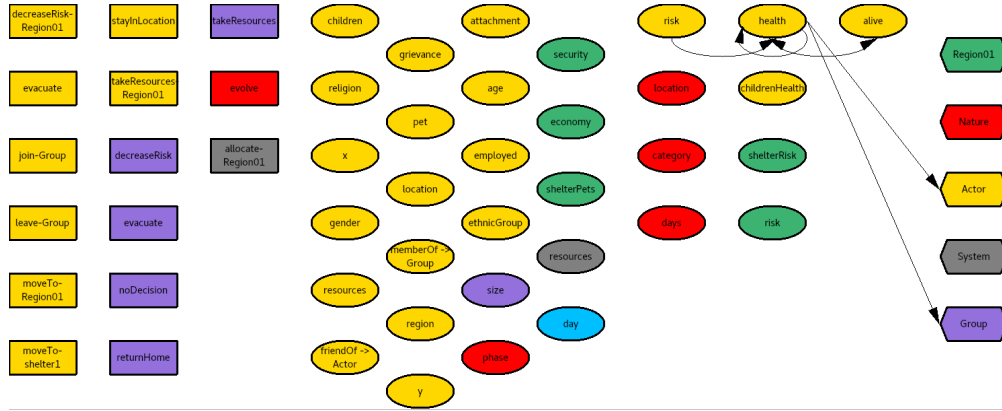 decreaseRisk-
Region01
stayInLocation
takeResources
children
attachment
risk
health
alive
grievance
security
Region01
evacuate
takeResources-
Region01
evolve
religion
age
location
childrenHealth
pet
economy
Nature
join-Group
decreaseRisk
allocate-
Region01
x
employed
category
shelterRisk
location
shelterPets
Actor
leave-Group
evacuate
gender
ethnicGroup
days
risk
memberOf ->
Group
resources
System
moveTo-
Region01
noDecision
resources
size
region
day
Group
moveTo-
shelter1
returnHome
friendOf ->
Actor
phase
y